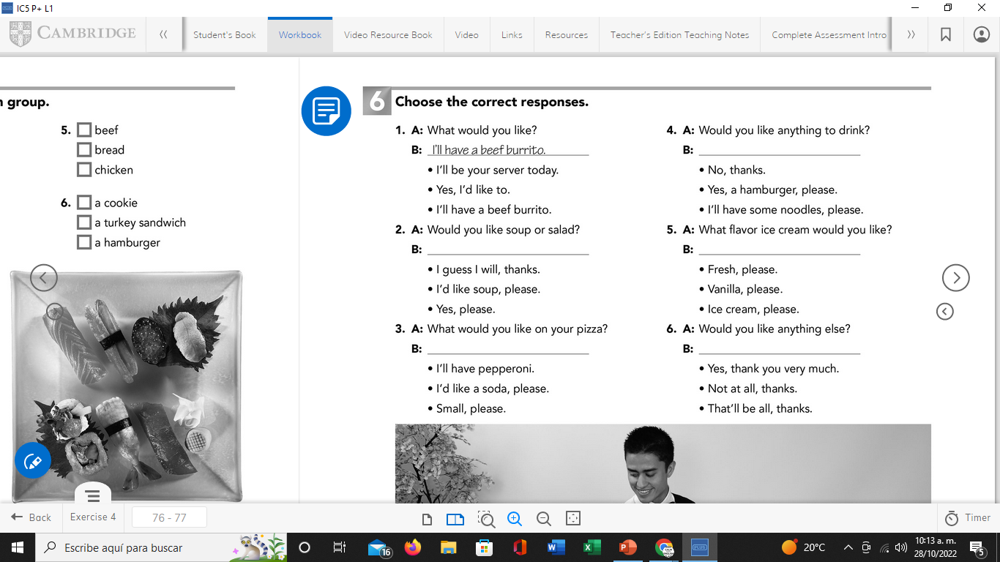 IC5 P+ L1
CAMBRIDGE
Student's Book
Workbook
Video Resource Book
Video
Links
Resources
Teacher's Edition Teaching Notes
Complete Assessment Intro
group.
5. beef
bread
chicken
6. a cookie
a turkey sandwich
a hamburger
6 Choose the correct responses.
1. A: What would you like?
B: I'll have a beef burrito.
• I'll be your server today.
• Yes, I'd like to.
• I'll have a beef burrito.
2. A: Would you like soup or salad?
B:
• I guess I will, thanks.
• I'd like soup, please.
• Yes, please.
3. A: What would you like on your pizza?
B:
• I'll have pepperoni.
• I'd like a soda, please.
• Small, please.
4. A: Would you like anything to drink?
B:
• No, thanks.
• Yes, a hamburger, please.
• I'll have some noodles, please.
5. A: What flavor ice cream would you like?
B:
• Fresh, please.
• Vanilla, please.
• Ice cream, please.
6. A: Would you like anything else?
B:
• Yes, thank you very much.
• Not at all, thanks.
• That'll be all, thanks.
Back
Exercise 4
76 - 77
Timer
Escribe aquí para buscar
16
PLUS
20°C
10:13 a. m.
28/10/2022
5